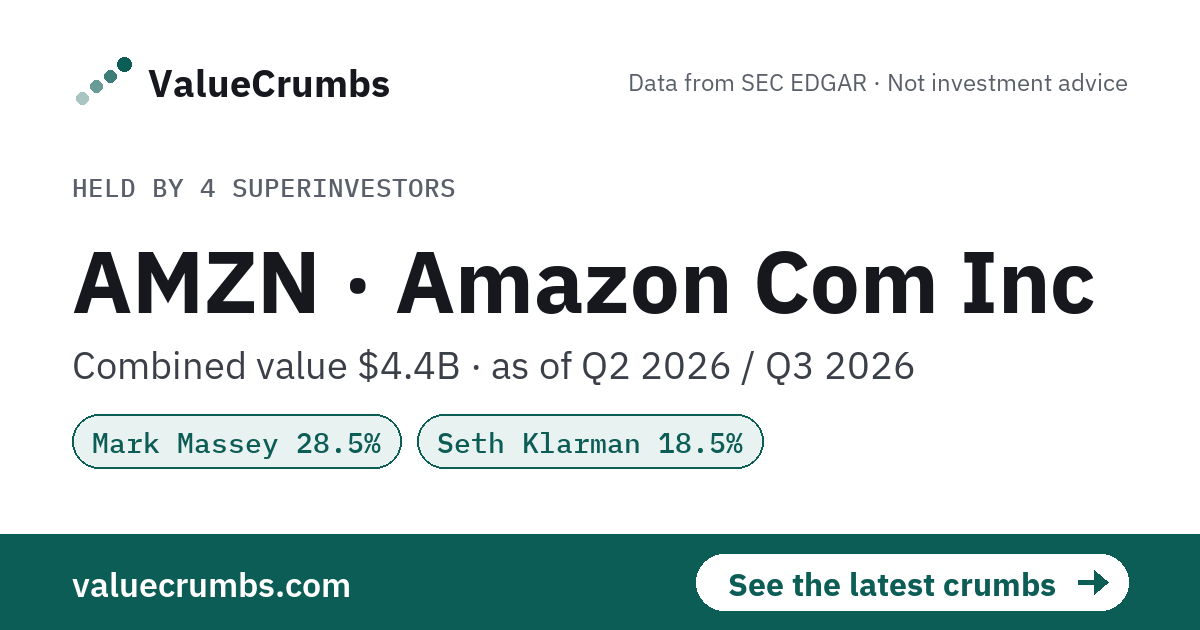 ValueCrumbs
Data from SEC EDGAR · Not investment advice
HELD BY 4 SUPERINVESTORS
AMZN · Amazon Com Inc
Combined value $4.4B · as of Q2 2026 / Q3 2026
Mark Massey 28.5%
Seth Klarman 18.5%
valuecrumbs.com
See the latest crumbs →